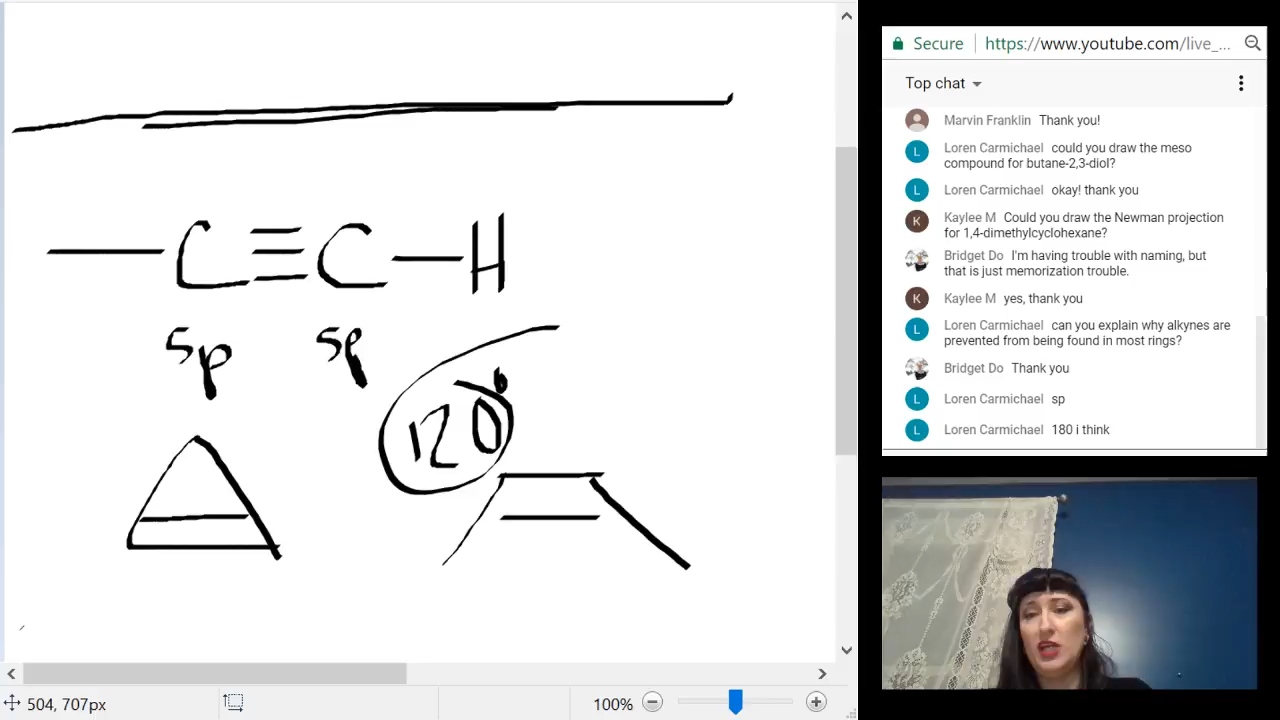 C≡C—H
sp sp
120°
Secure https://www.youtube.com/live_...
Top chat
Marvin Franklin Thank you!
Loren Carmichael could you draw the meso
compound for butane-2,3-diol?
L Loren Carmichael okay! thank you
K Kaylee M Could you draw the Newman projection
for 1,4-dimethylcyclohexane?
Bridget Do I'm having trouble with naming, but
that is just memorization trouble.
K Kaylee M yes, thank you
L Loren Carmichael can you explain why alkynes are
prevented from being found in most rings?
Bridget Do Thank you
L Loren Carmichael sp
L Loren Carmichael 180 i think
504, 707px
100%